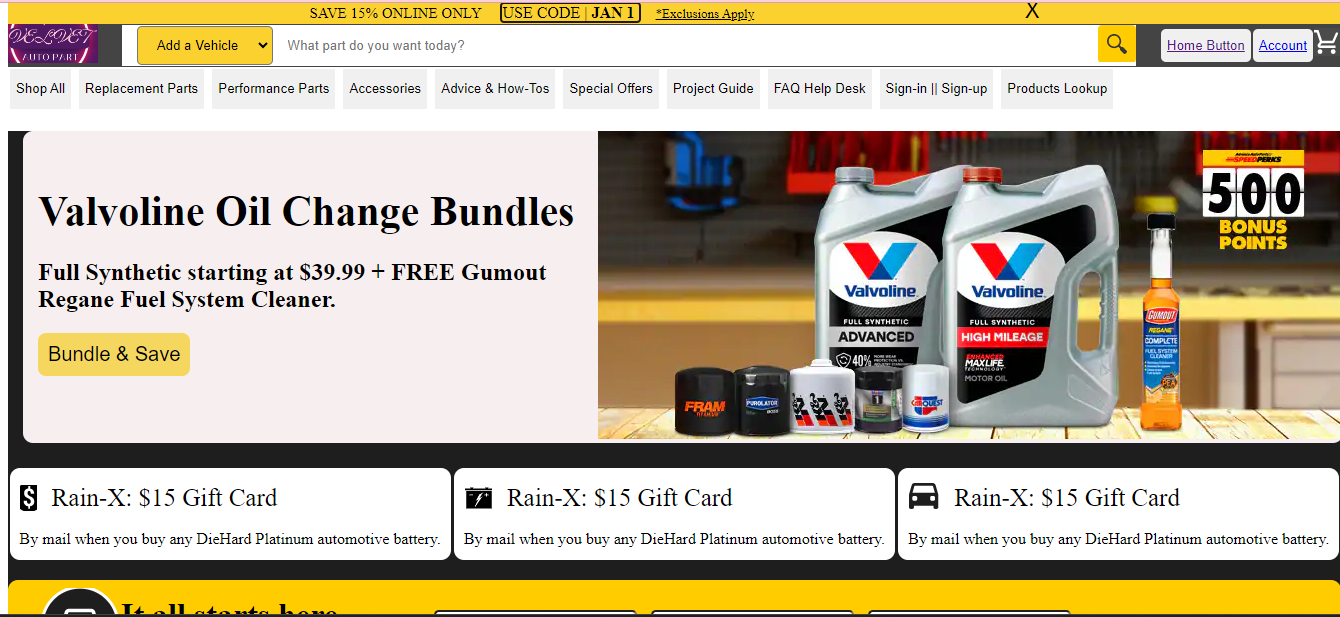 SAVE 15% ONLINE ONLY USE CODE | JAN 1 *Exclusions Apply X
VELVET
AUTO PART
Add a Vehicle
What part do you want today?
Home Button
Account
Shop All
Replacement Parts
Performance Parts
Accessories
Advice & How-Tos
Special Offers
Project Guide
FAQ Help Desk
Sign-in || Sign-up
Products Lookup
Valvoline Oil Change Bundles
Full Synthetic starting at $39.99 + FREE Gumout
Regane Fuel System Cleaner.
Bundle & Save
SPEEDPERKS
500
BONUS
POINTS
Valvoline
FULL SYNTHETIC
ADVANCED
40%
Valvoline
FULL SYNTHETIC
HIGH MILEAGE
ENHANCED
MAXLIFE
TECHNOLOGY
MOTOR OIL
GUMOUT
REGANE
COMPLETE
FUEL SYSTEM
CLEANER
PEA
FRAM
TITANIUM
PUROLATOR
BOSS
CARQUEST
Rain-X: $15 Gift Card
By mail when you buy any DieHard Platinum automotive battery.
Rain-X: $15 Gift Card
By mail when you buy any DieHard Platinum automotive battery.
Rain-X: $15 Gift Card
By mail when you buy any DieHard Platinum automotive battery.
It all starts here